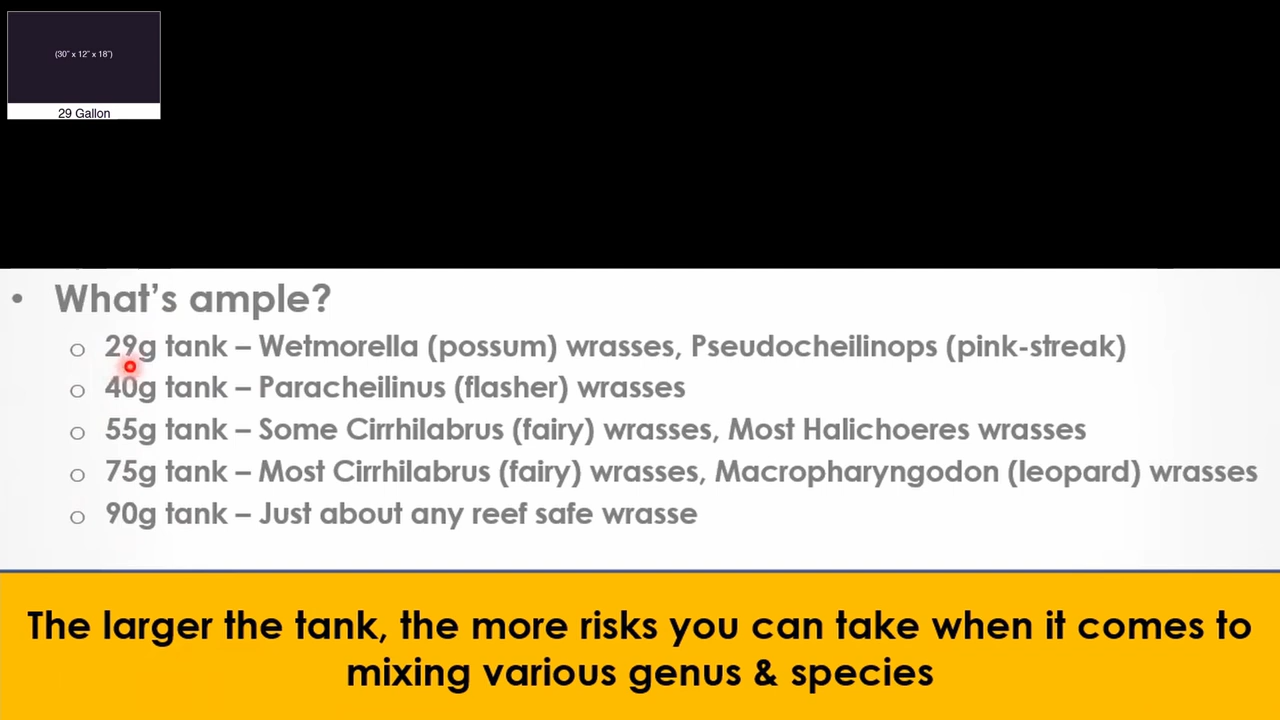 (30" x 12" x 18")
29 Gallon
• What's ample?
o 29g tank – Wetmorella (possum) wrasses, Pseudocheilinops (pink-streak)
o 40g tank – Paracheilinus (flasher) wrasses
o 55g tank – Some Cirrhilabrus (fairy) wrasses, Most Halichoeres wrasses
o 75g tank – Most Cirrhilabrus (fairy) wrasses, Macropharyngodon (leopard) wrasses
o 90g tank – Just about any reef safe wrasse
The larger the tank, the more risks you can take when it comes to
mixing various genus & species